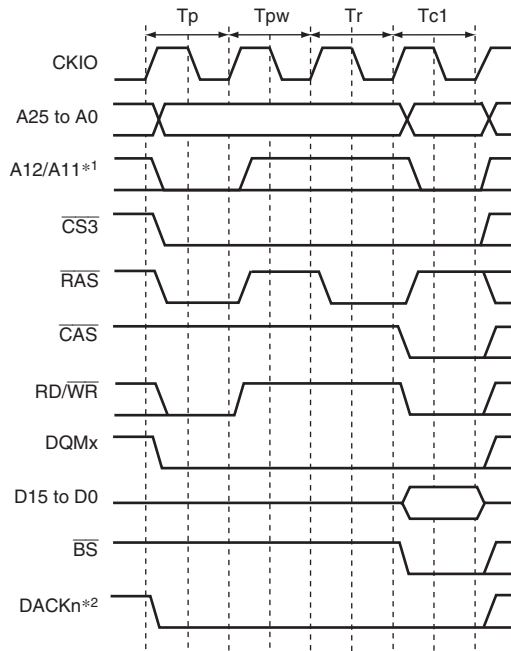 Tp Tpw Tr Tc1
CKIO
A25 to A0
A12/A11*1
CS3
RAS
CAS
RD/WR
DQMx
D15 to D0
BS
DACKn*2